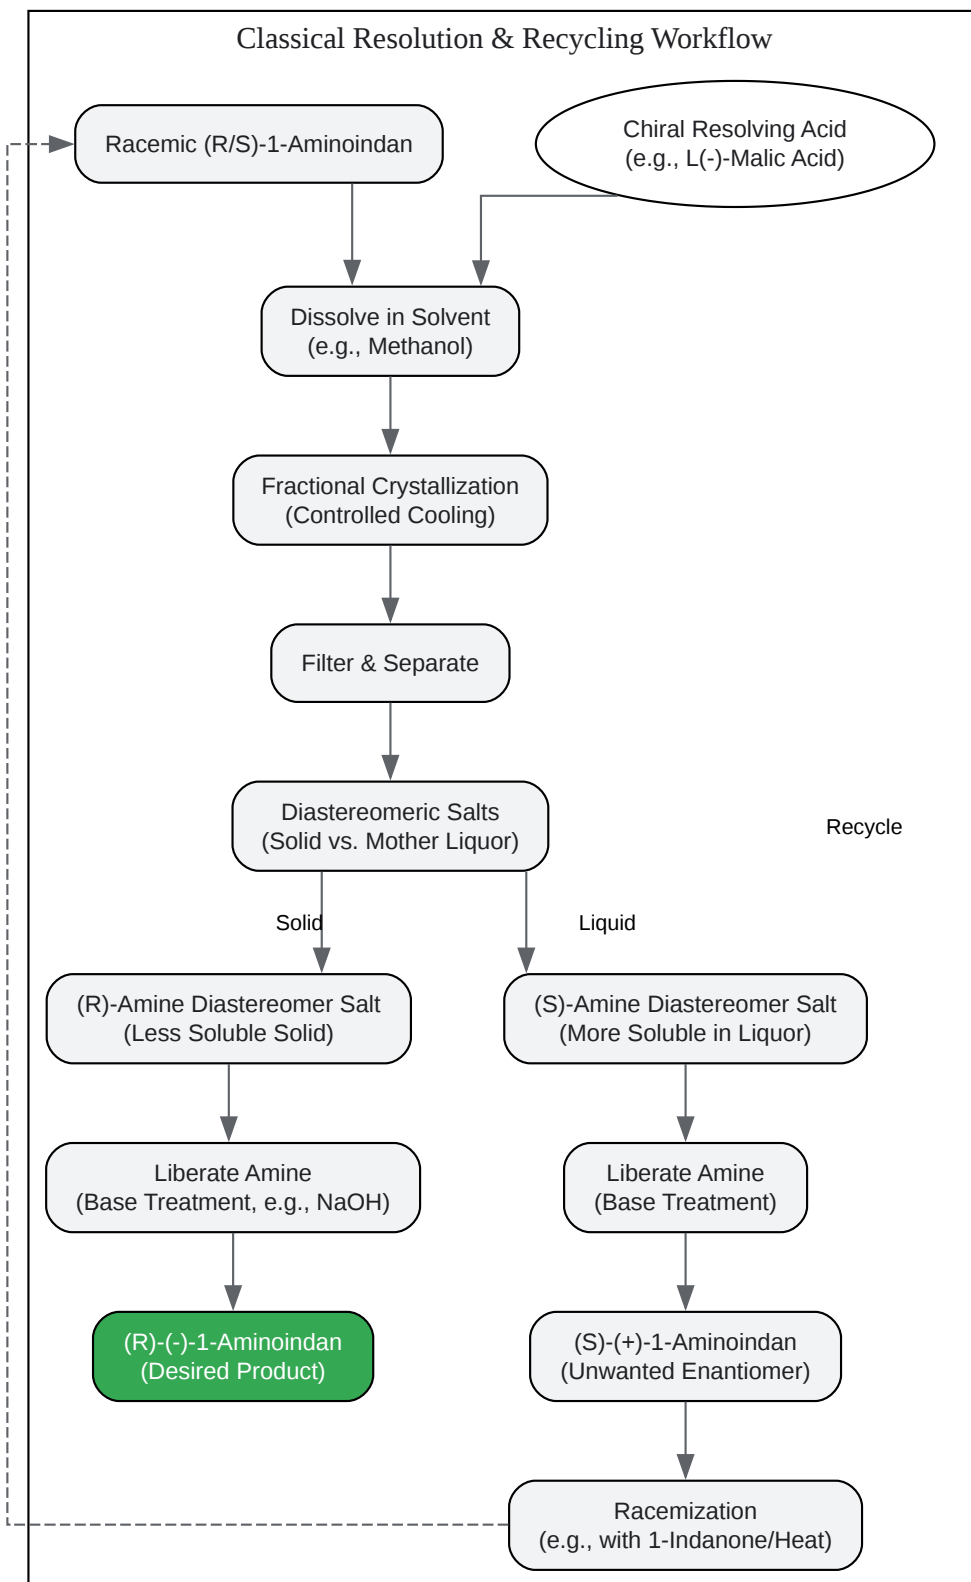 Classical Resolution & Recycling Workflow
Racemic (R/S)-1-Aminoindan
Chiral Resolving Acid
(e.g., L(-)-Malic Acid)
Dissolve in Solvent
(e.g., Methanol)
Fractional Crystallization
(Controlled Cooling)
Filter & Separate
Diastereomeric Salts
(Solid vs. Mother Liquor)
Recycle
Solid
Liquid
(R)-Amine Diastereomer Salt
(Less Soluble Solid)
(S)-Amine Diastereomer Salt
(More Soluble in Liquor)
Liberate Amine
(Base Treatment, e.g., NaOH)
Liberate Amine
(Base Treatment)
(R)-(-)-1-Aminoindan
(Desired Product)
(S)-(+)-1-Aminoindan
(Unwanted Enantiomer)
Racemization
(e.g., with 1-Indanone/Heat)